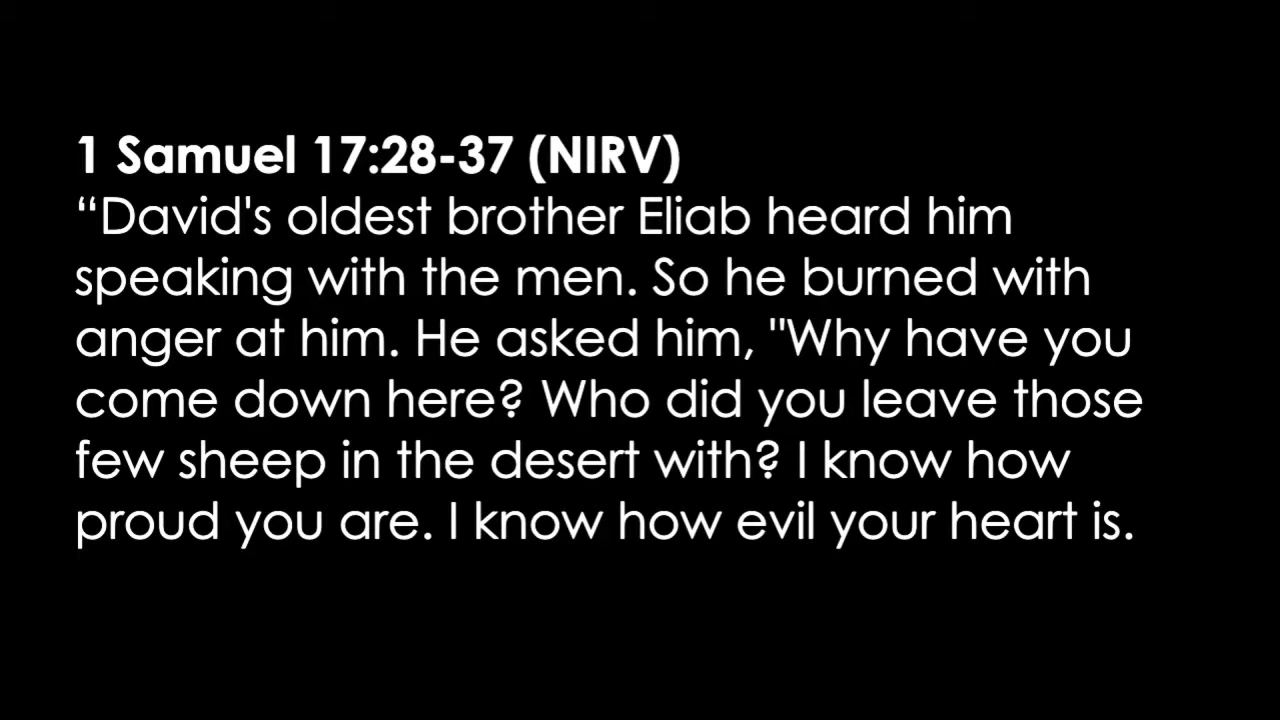 1 Samuel 17:28-37 (NIRV)
“David's oldest brother Eliab heard him
speaking with the men. So he burned with
anger at him. He asked him, "Why have you
come down here? Who did you leave those
few sheep in the desert with? I know how
proud you are. I know how evil your heart is.